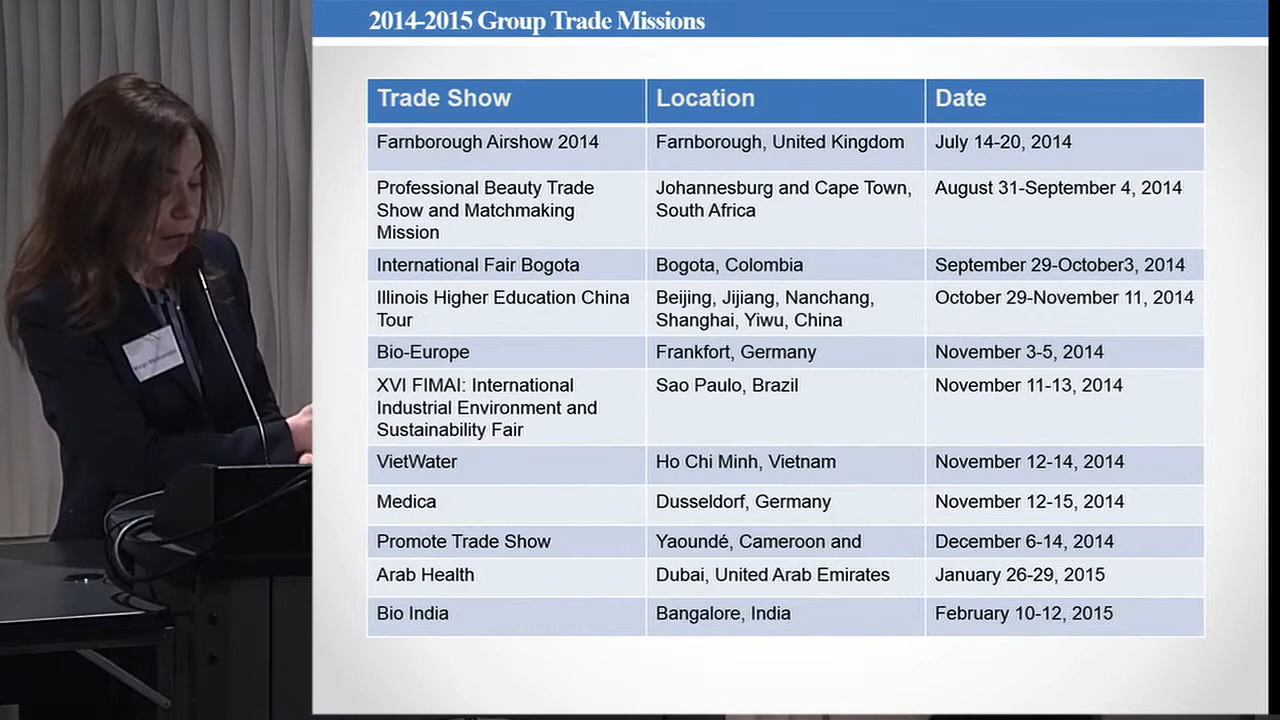 2014-2015 Group Trade Missions
Trade Show Location Date
Farnborough Airshow 2014 Farnborough, United Kingdom July 14-20, 2014
Professional Beauty Trade Johannesburg and Cape Town, August 31-September 4, 2014
Show and Matchmaking South Africa
Mission
International Fair Bogota Bogota, Colombia September 29-October3, 2014
Illinois Higher Education China Beijing, Jijiang, Nanchang, October 29-November 11, 2014
Tour Shanghai, Yiwu, China
Bio-Europe Frankfort, Germany November 3-5, 2014
XVI FIMAI: International Sao Paulo, Brazil November 11-13, 2014
Industrial Environment and
Sustainability Fair
VietWater Ho Chi Minh, Vietnam November 12-14, 2014
Medica Dusseldorf, Germany November 12-15, 2014
Promote Trade Show Yaoundé, Cameroon and December 6-14, 2014
Arab Health Dubai, United Arab Emirates January 26-29, 2015
Bio India Bangalore, India February 10-12, 2015